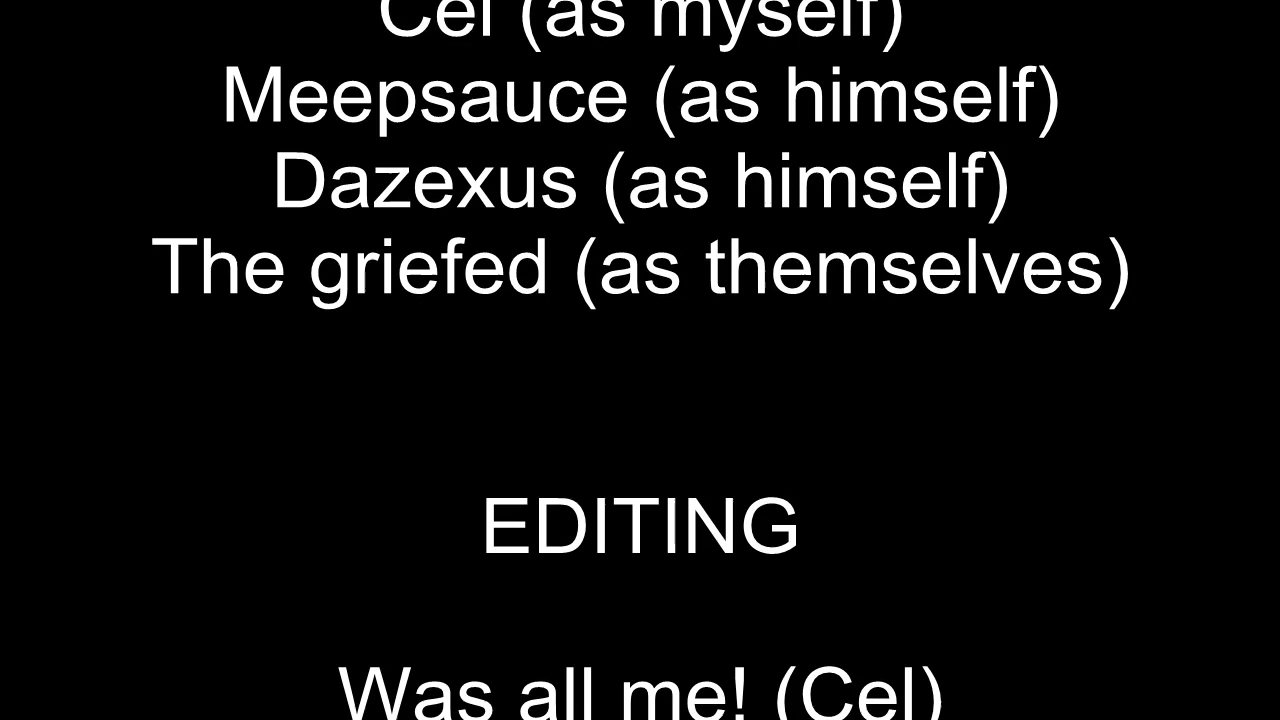 Cel (as myself)
Meepsauce (as himself)
Dazexus (as himself)
The griefed (as themselves)
EDITING
Was all me! (Cel)